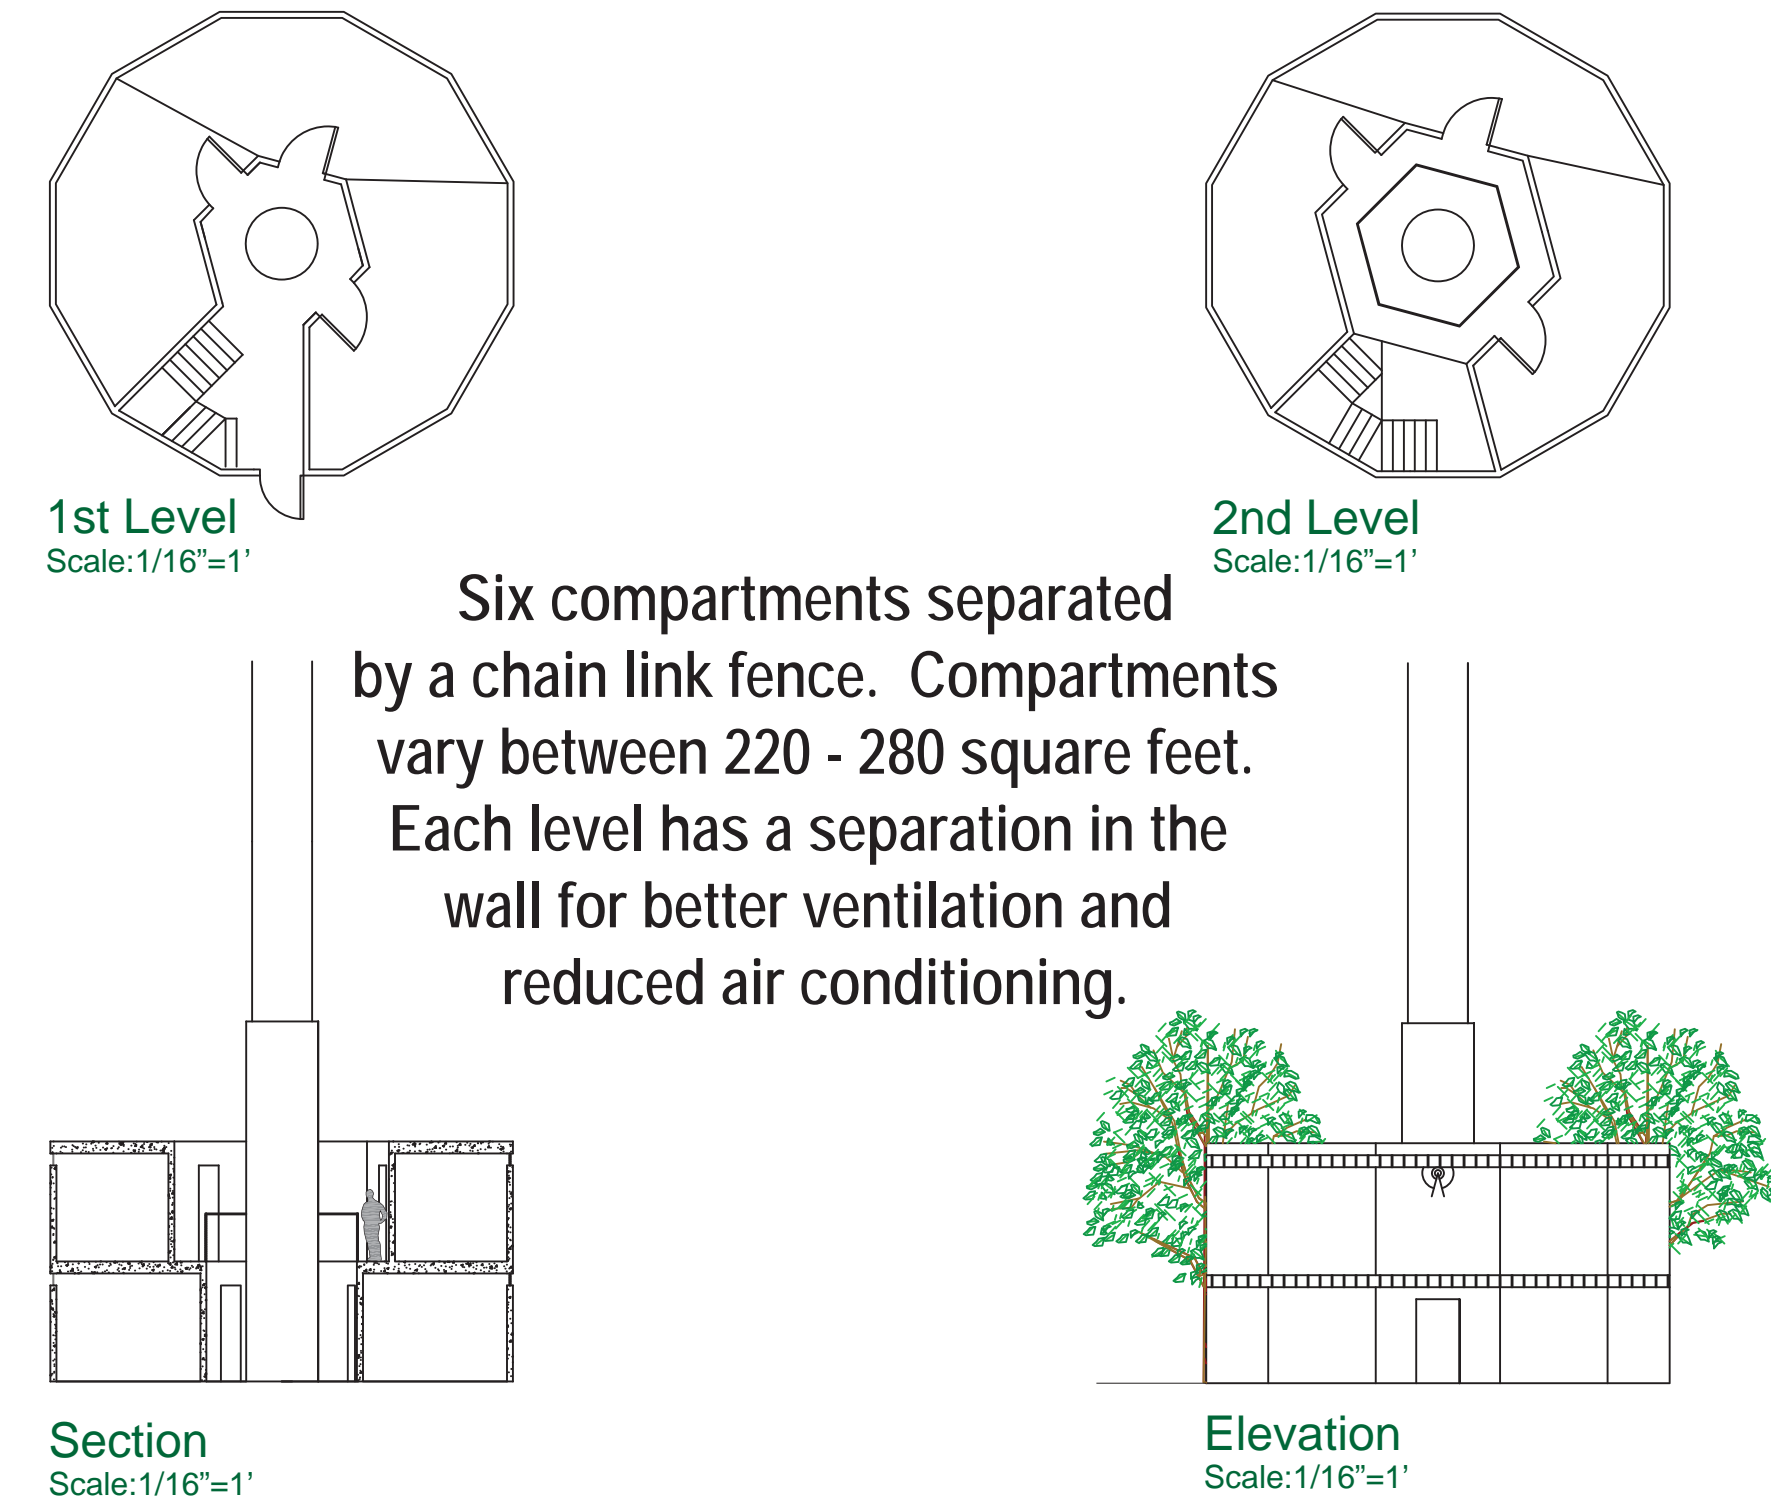 1st Level
Scale:1/16”=1’
2nd Level
Scale:1/16”=1’
Six compartments separated
by a chain link fence.  Compartments
vary between 220 - 280 square feet.
Each level has a separation in the
wall for better ventilation and
reduced air conditioning.
Section
Scale:1/16”=1’
Elevation
Scale:1/16”=1’